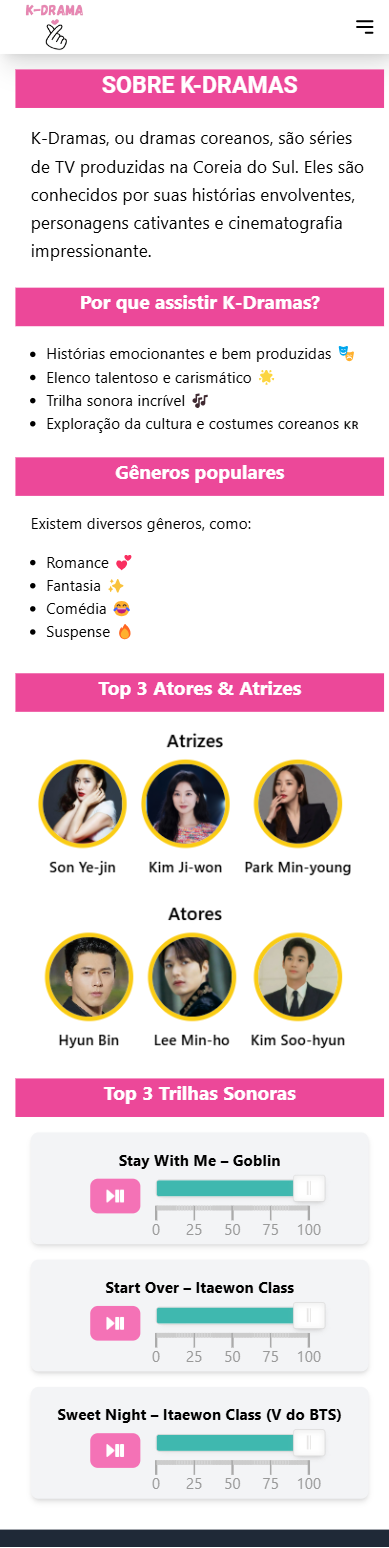 K-DRAMA
SOBRE K-DRAMAS
K-Dramas, ou dramas coreanos, são séries
de TV produzidas na Coreia do Sul. Eles são
conhecidos por suas histórias envolventes,
personagens cativantes e cinematografia
impressionante.
Por que assistir K-Dramas?
• Histórias emocionantes e bem produzidas 🎭
• Elenco talentoso e carismático 🌟
• Trilha sonora incrível 🎶
• Exploração da cultura e costumes coreanos 🇰🇷
Gêneros populares
Existem diversos gêneros, como:
• Romance 💕
• Fantasia ✨
• Comédia 😂
• Suspense 🔥
Top 3 Atores & Atrizes
Atrizes
Son Ye-jin Kim Ji-won Park Min-young
Atores
Hyun Bin Lee Min-ho Kim Soo-hyun
Top 3 Trilhas Sonoras
Stay With Me – Goblin
0 25 50 75 100
Start Over – Itaewon Class
0 25 50 75 100
Sweet Night – Itaewon Class (V do BTS)
0 25 50 75 100